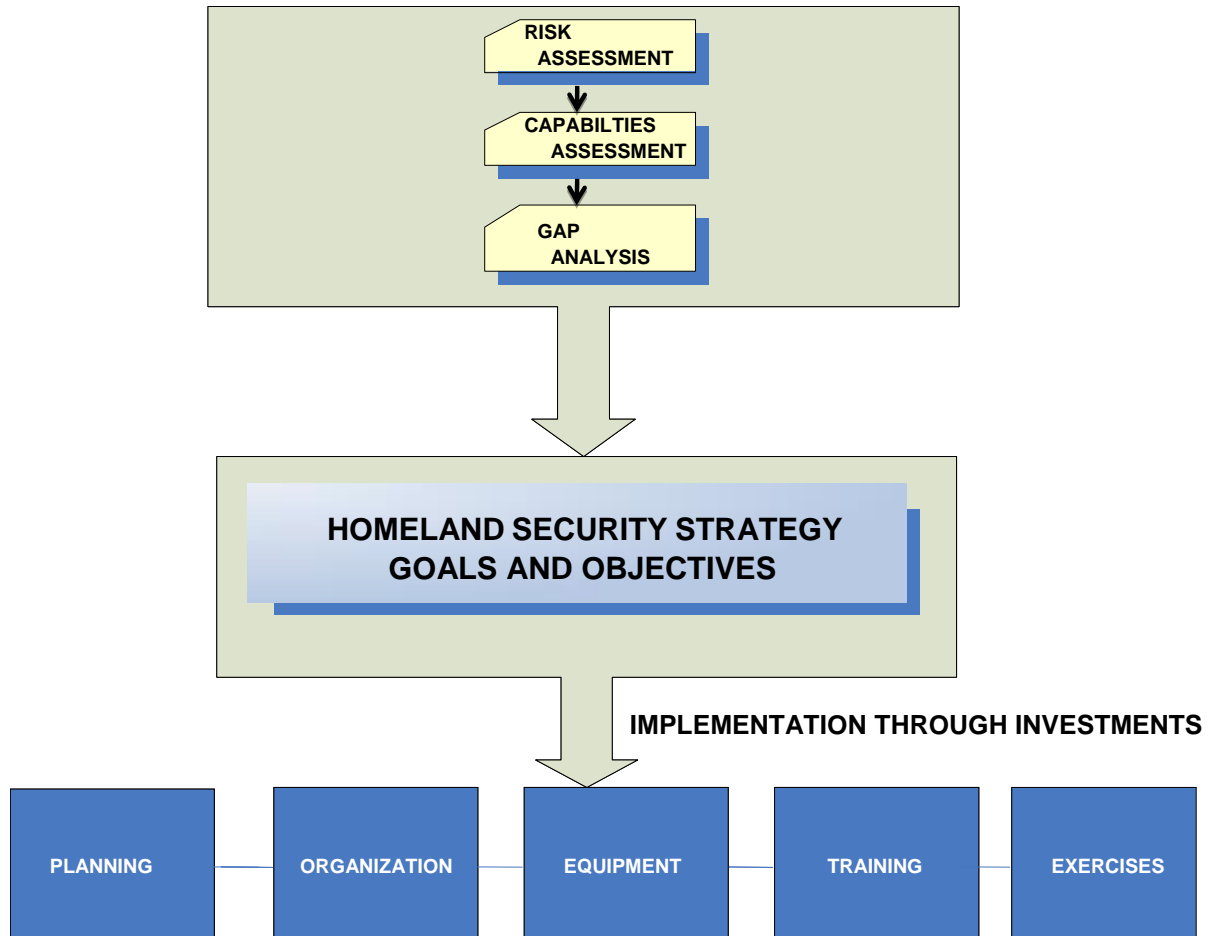 RISK
ASSESSMENT
CAPABILTIES
ASSESSMENT
GAP
ANALYSIS
HOMELAND SECURITY STRATEGY
GOALS AND OBJECTIVES
IMPLEMENTATION THROUGH INVESTMENTS
PLANNING
ORGANIZATION
EQUIPMENT
TRAINING
EXERCISES